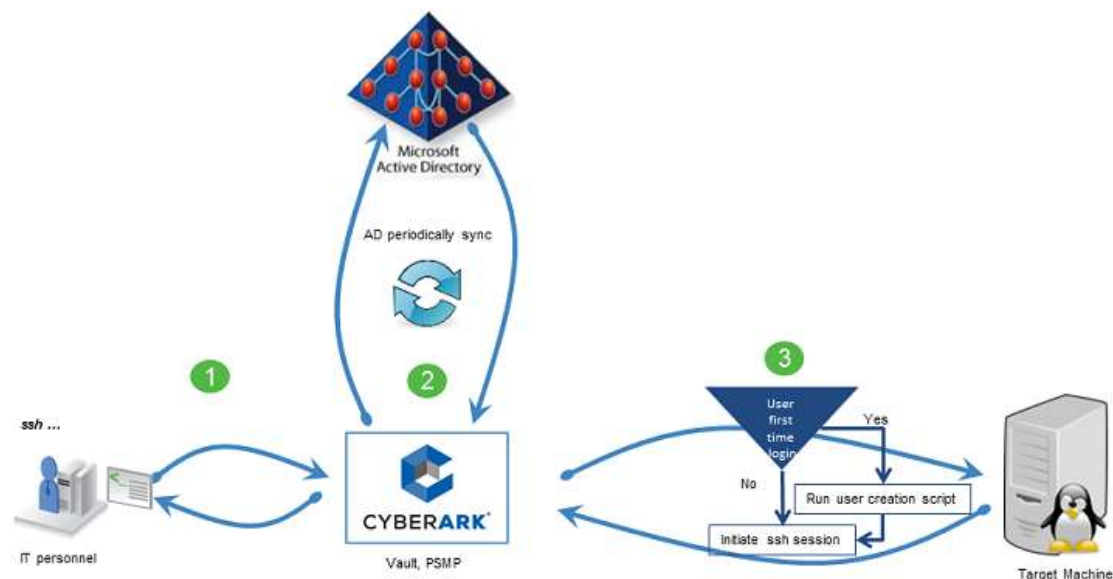 Microsoft
Active Directory
AD periodically sync
1
2
3
ssh ...
IT personnel
CYBERARK®
Vault, PSMP
User
first
time
login
Yes
No
Run user creation script
Initiate ssh session
Target Machine